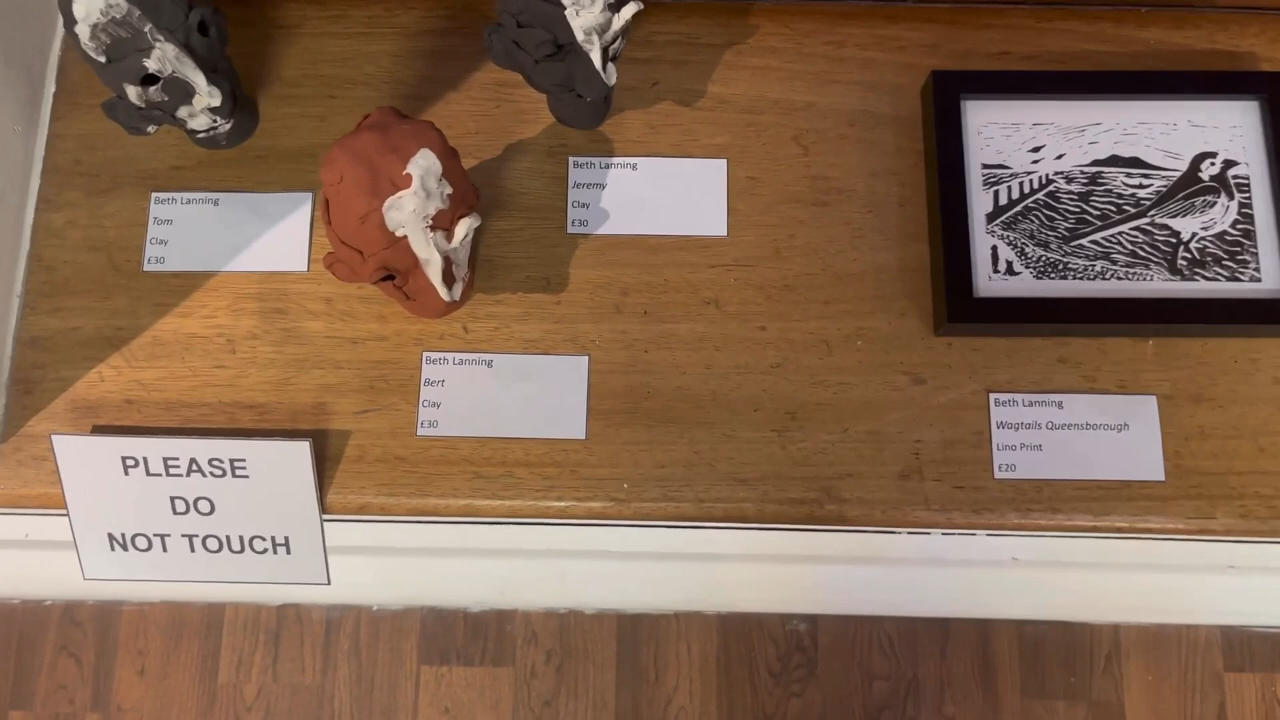 Beth Lanning
Tom
Clay
£30
Beth Lanning
Jeremy
Clay
£30
Beth Lanning
Bert
Clay
£30
Beth Lanning
Wagtails Queensborough
Lino Print
£20
PLEASE
DO
NOT TOUCH